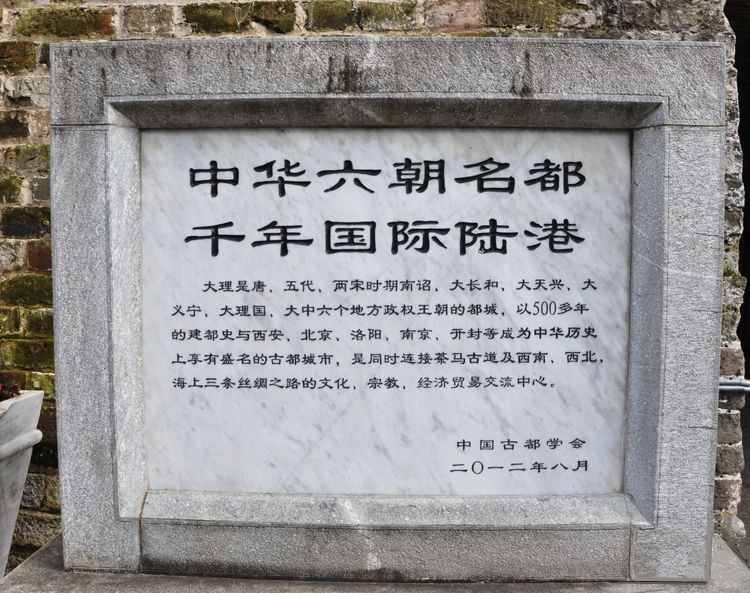 中华六朝名都
千年国际陆港
大理是唐、五代，两宋时期南诏，大长和、大天兴，大
义宁，大理国，大中六个地方政权王朝的都城，以500多年
的建都史与西安、北京、洛阳、南京、开封等成为中华历史
上享有盛名的古都城市，是同时连接茶马古道及西南、西北，
海上三条丝绸之路的文化，宗教，经济贸易交流中心。
中国古都学会
二〇一二年八月